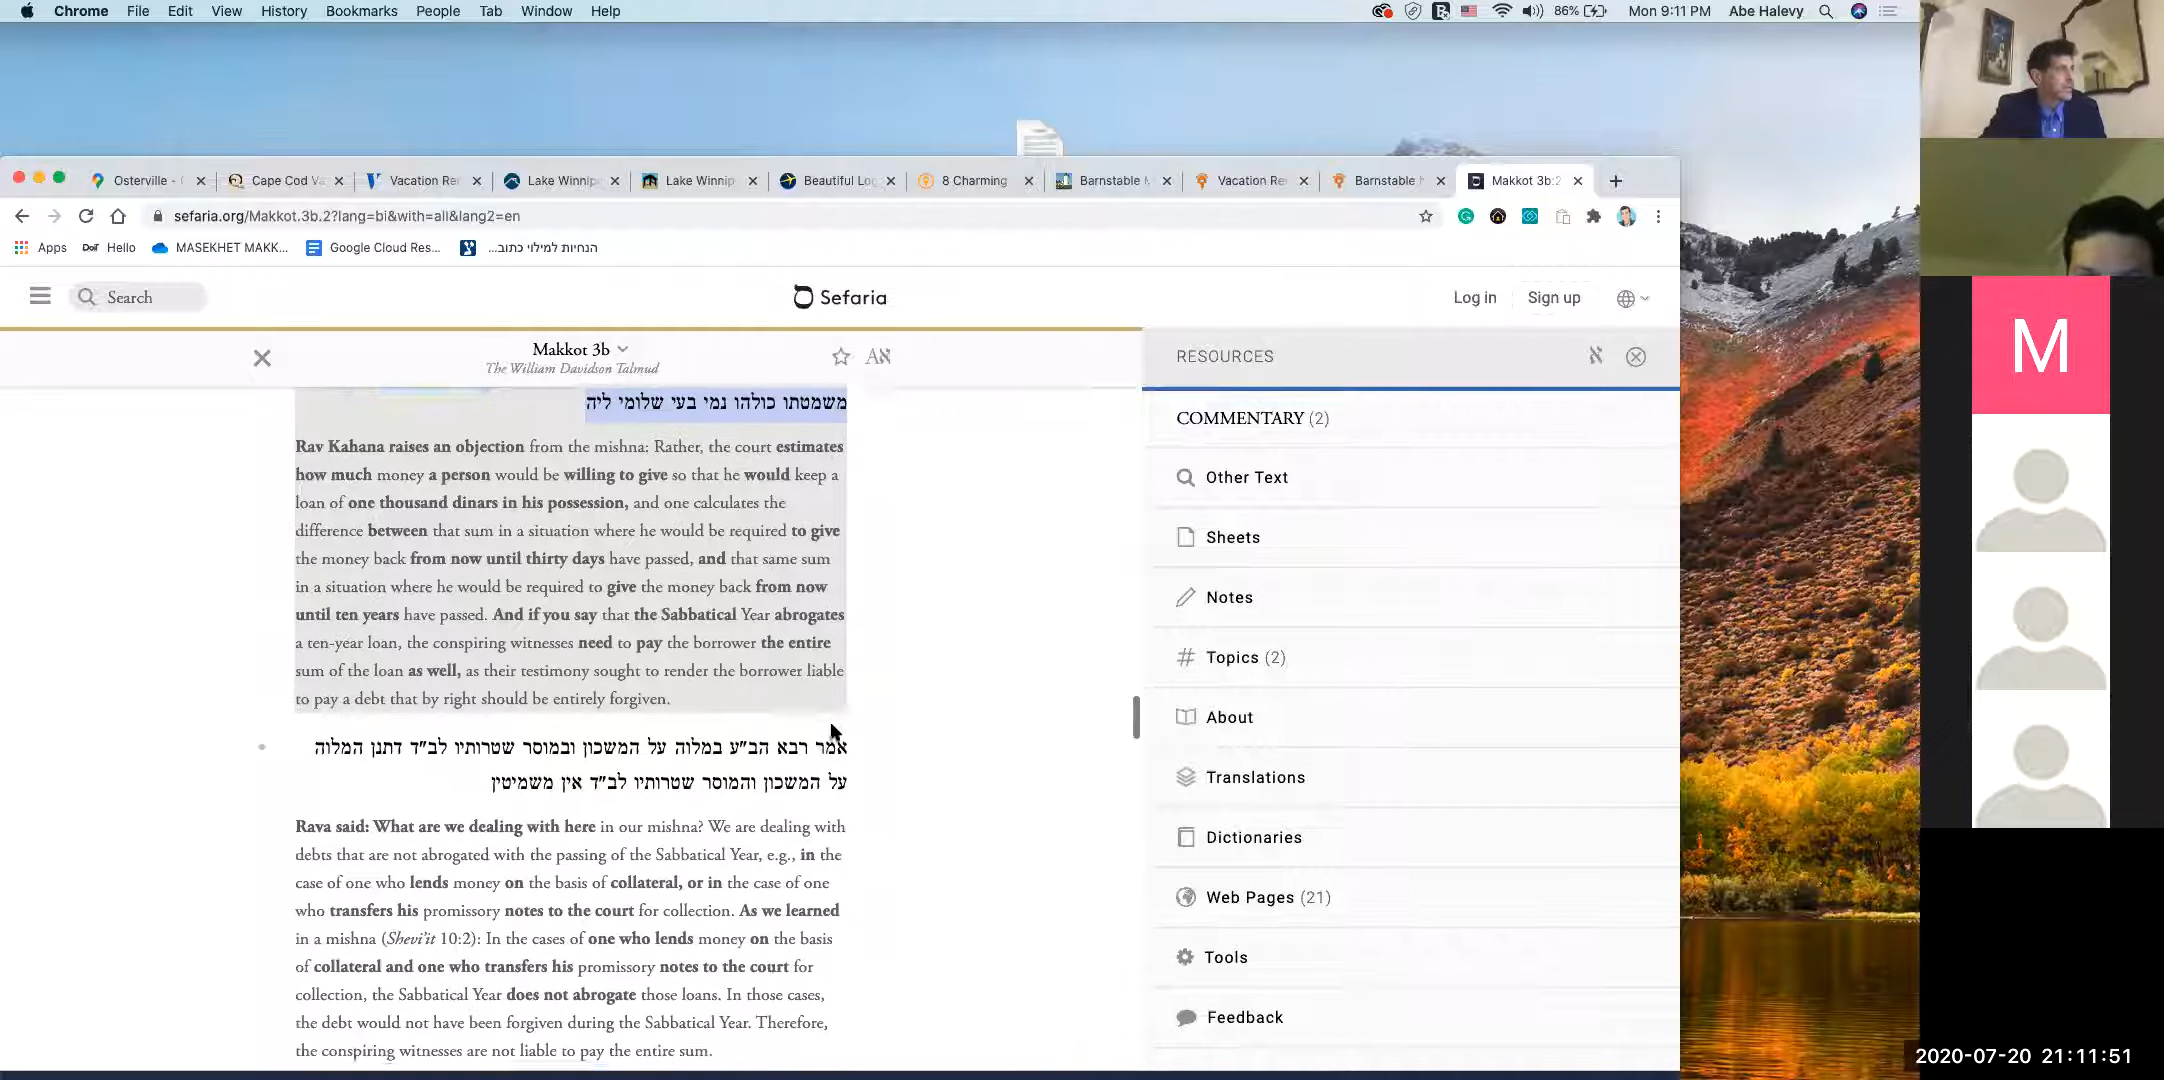 Chrome File Edit View History Bookmarks People Tab Window Help
86% Mon 9:11 PM Abe Halevy
Osterville - Cape Cod Va Vacation Re Lake Winnip Lake Winnip Beautiful Lo 8 Charming Barnstable Vacation Re Barnstable Makkot 3b:2
sefaria.org/Makkot.3b.2?lang=bi&with=all&lang2=en
Apps Hello MASEKHET MAKK... Google Cloud Res... הנחיות למילוי כתוב...
Search Sefaria Log in Sign up
Makkot 3b
The William Davidson Talmud
Aא
משמטתו כולהו נמי בעי שלומי ליה
Rav Kahana raises an objection from the mishna: Rather, the court estimates
how much money a person would be willing to give so that he would keep a
loan of one thousand dinars in his possession, and one calculates the
difference between that sum in a situation where he would be required to give
the money back from now until thirty days have passed, and that same sum
in a situation where he would be required to give the money back from now
until ten years have passed. And if you say that the Sabbatical Year abrogates
a ten-year loan, the conspiring witnesses need to pay the borrower the entire
sum of the loan as well, as their testimony sought to render the borrower liable
to pay a debt that by right should be entirely forgiven.
אמר רבא הב"ע במלוה על המשכון ובמוסר שטרותיו לב"ד דתנן המלוה
על המשכון והמוסר שטרותיו לב"ד אין משמיטין
Rava said: What are we dealing with here in our mishna? We are dealing with
debts that are not abrogated with the passing of the Sabbatical Year, e.g., in the
case of one who lends money on the basis of collateral, or in the case of one
who transfers his promissory notes to the court for collection. As we learned
in a mishna (Shevi'it 10:2): In the cases of one who lends money on the basis
of collateral and one who transfers his promissory notes to the court for
collection, the Sabbatical Year does not abrogate those loans. In those cases,
the debt would not have been forgiven during the Sabbatical Year. Therefore,
the conspiring witnesses are not liable to pay the entire sum.
RESOURCES א
COMMENTARY (2)
Other Text
Sheets
Notes
Topics (2)
About
Translations
Dictionaries
Web Pages (21)
Tools
Feedback
M
2020-07-20 21:11:51